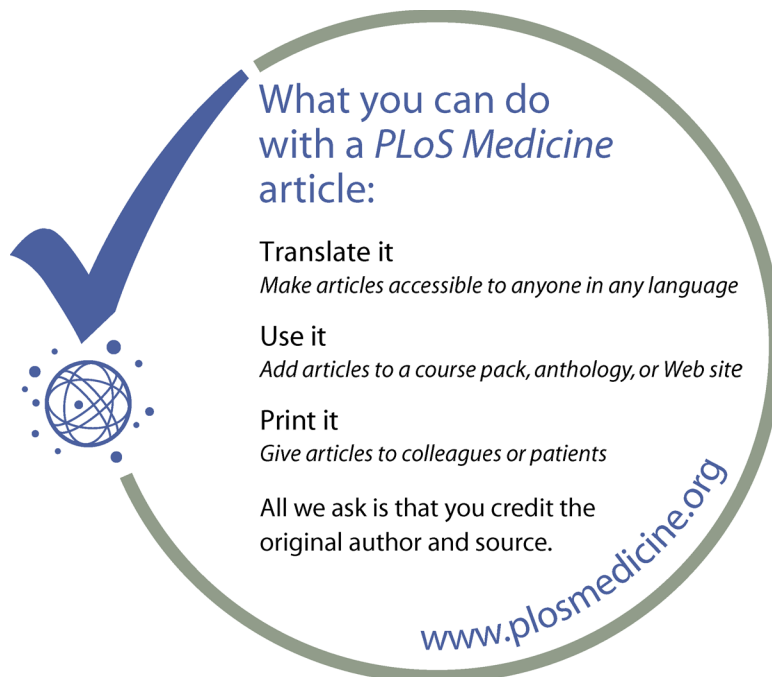 What you can do
with a PLoS Medicine
article:
Translate it
Make articles accessible to anyone in any language
Use it
Add articles to a course pack, anthology, or Web site
Print it
Give articles to colleagues or patients
All we ask is that you credit the
original author and source.
www.plosmedicine.org